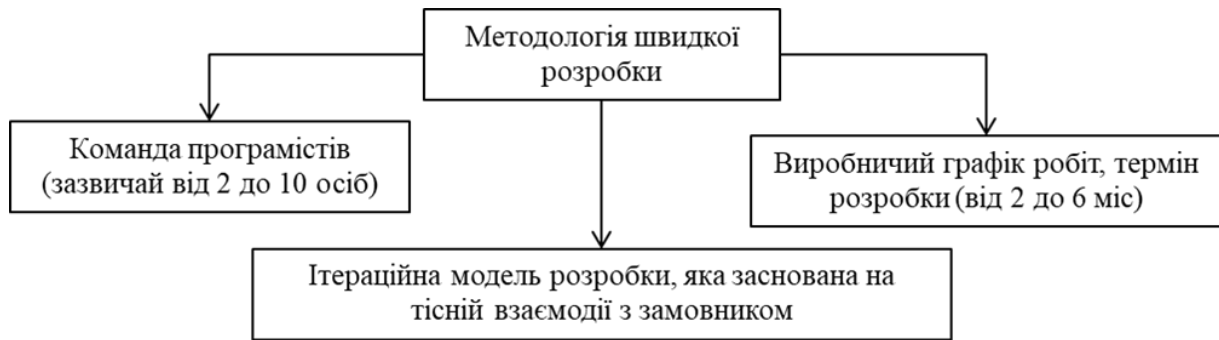 Методологія швидкої
розробки
Команда програмістів
(зазвичай від 2 до 10 осіб)
Виробничий графік робіт, термін
розробки (від 2 до 6 міс)
Ітераційна модель розробки, яка заснована на
тісній взаємодії з замовником